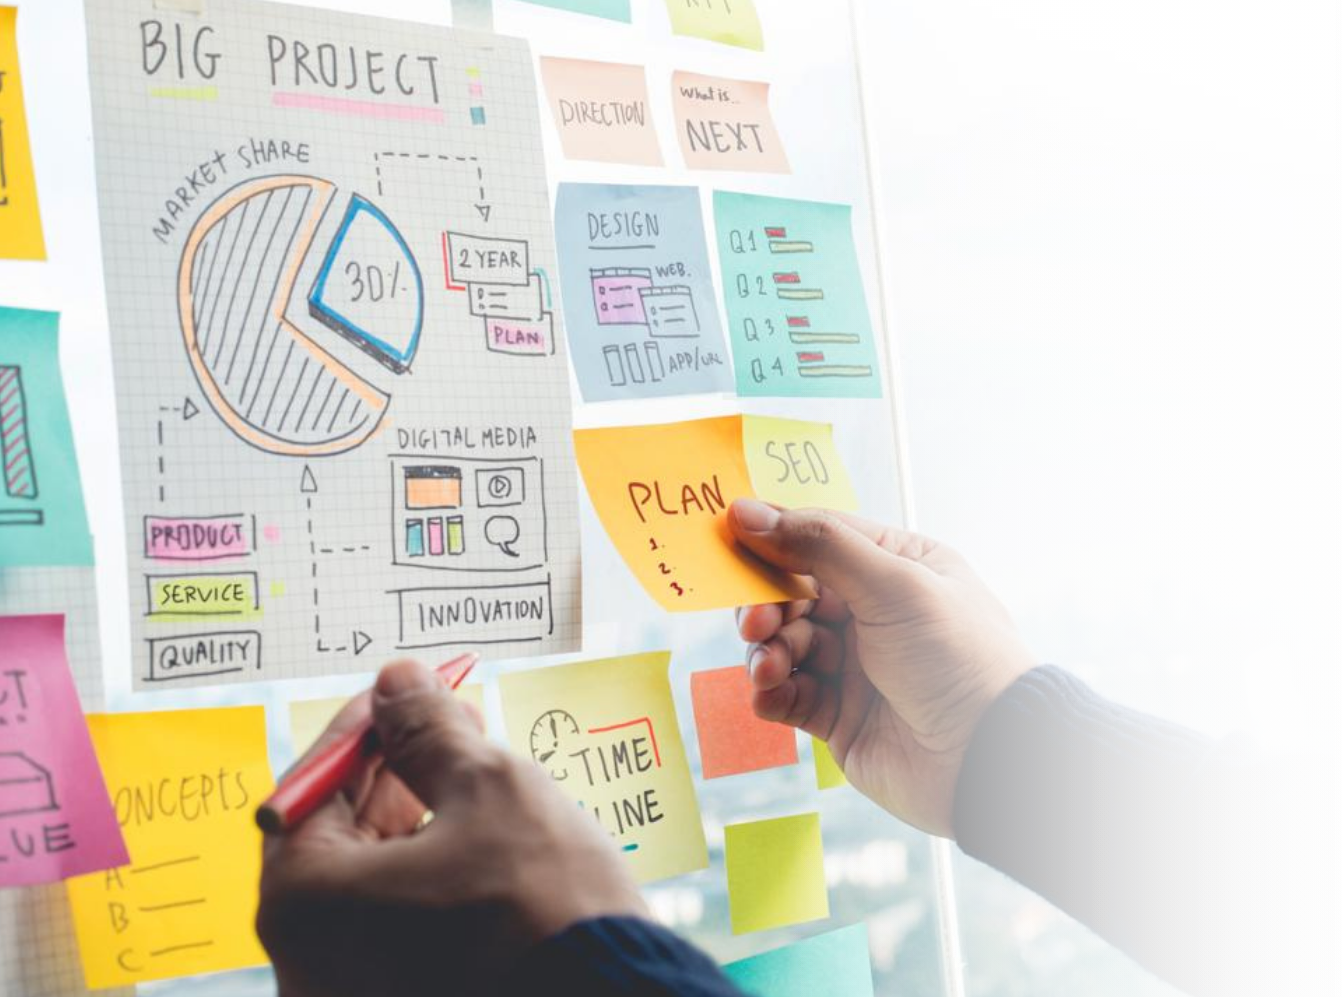 BIG PROJECT
MARKET SHARE
30%
2 YEAR
PLAN
DIGITAL MEDIA
PRODUCT
SERVICE
QUALITY
INNOVATION
DIRECTION
What is...
NEXT
DESIGN
WEB.
APP/URL
Q1
Q2
Q3
Q4
PLAN
1.
2.
3.
SEO
TIME
LINE
ONCEPTS
A
B
C
UE